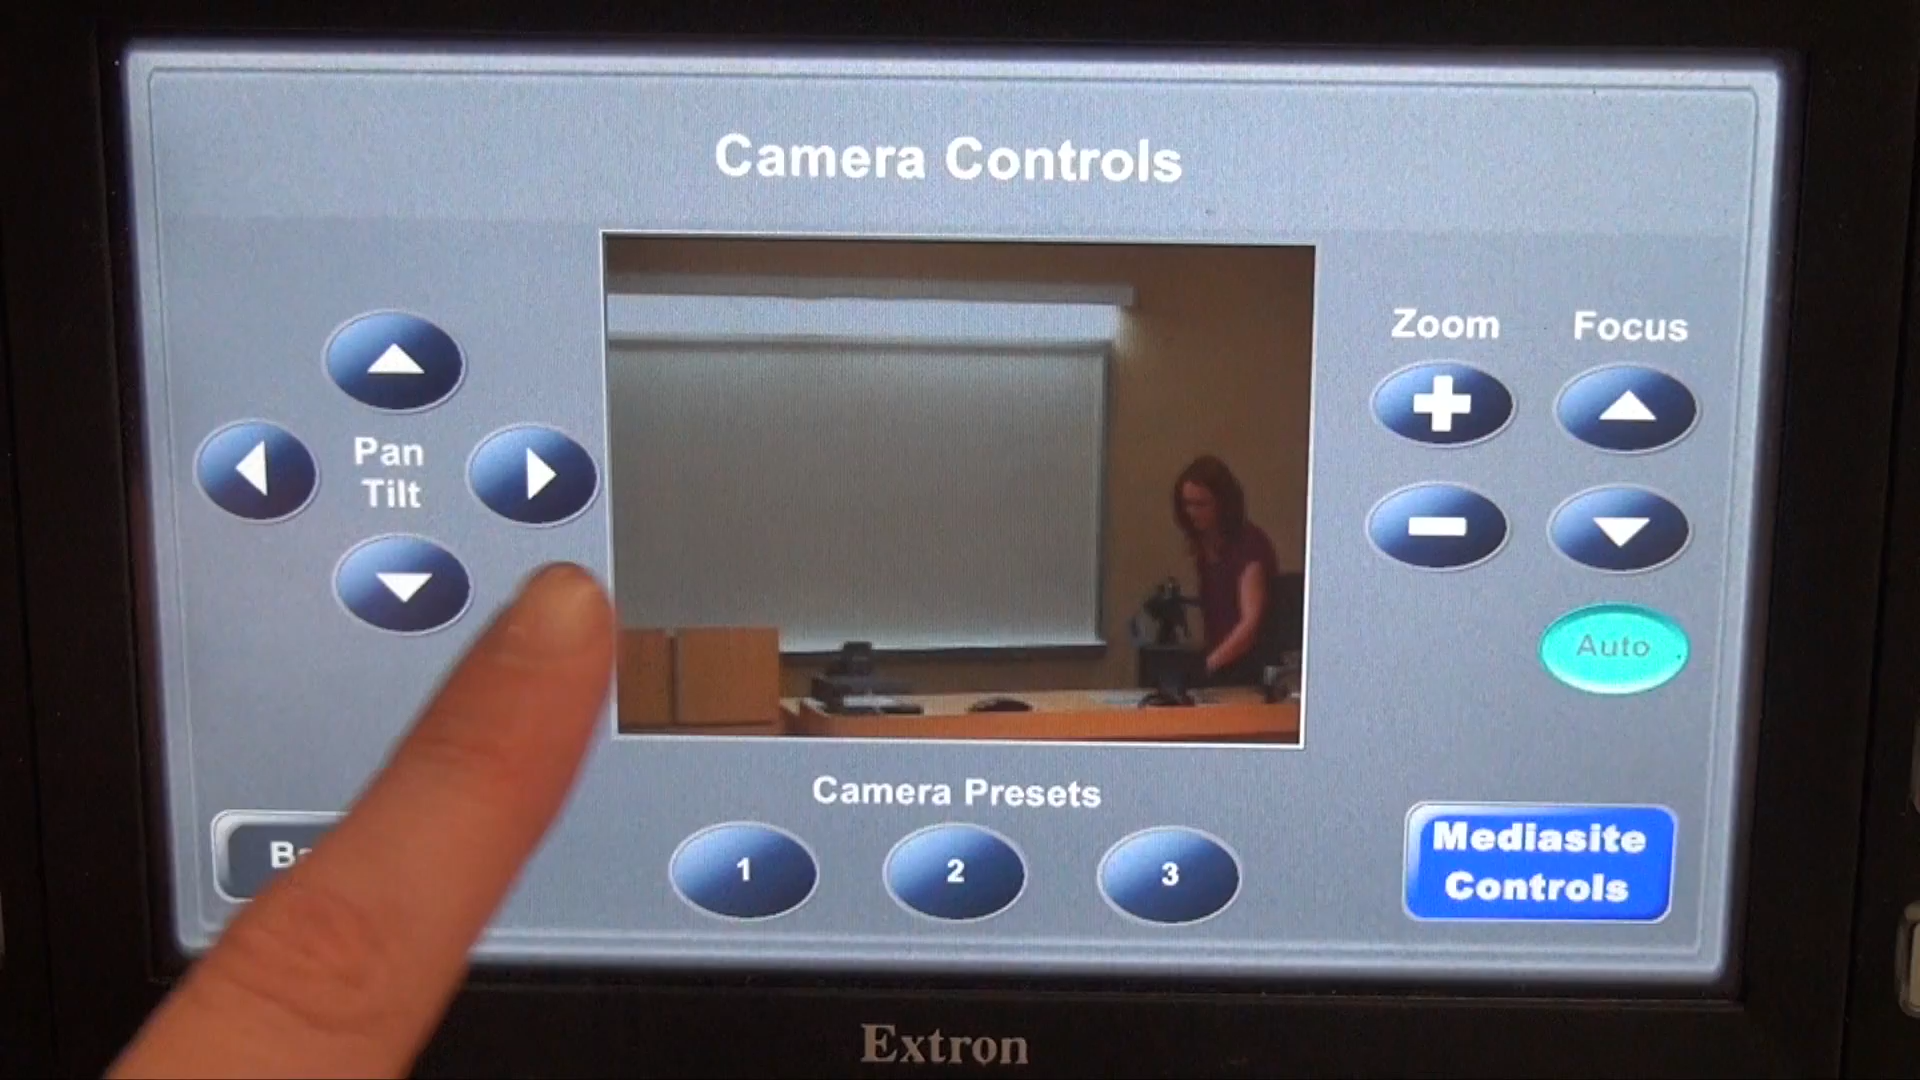 Camera Controls
Pan
Tilt
Zoom
Focus
Auto
Camera Presets
1
2
3
Mediasite
Controls
Extron